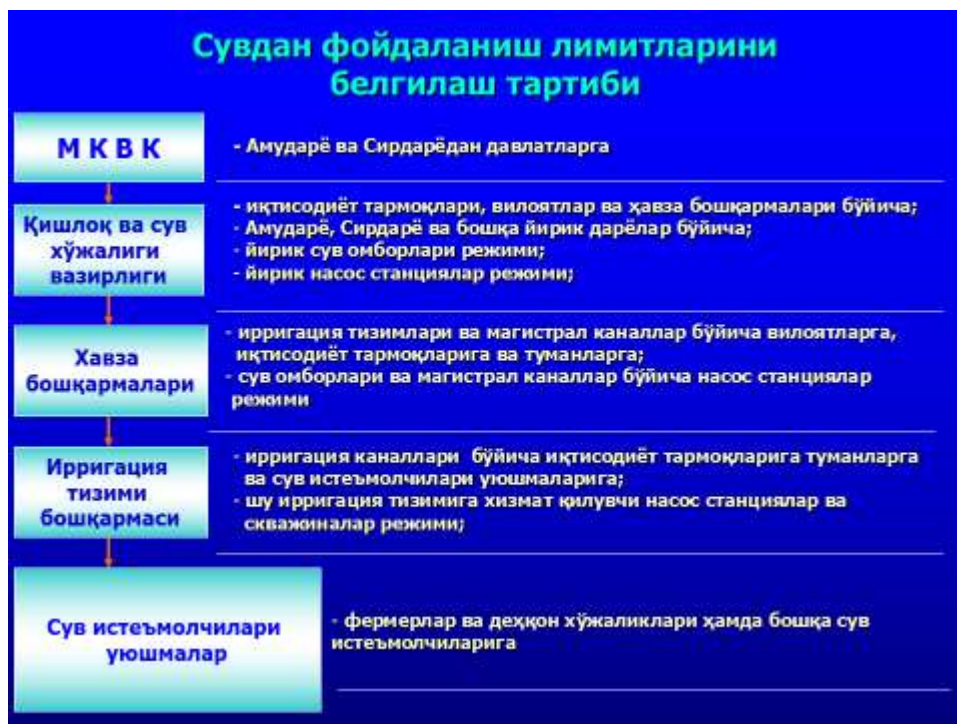 Сувдан фойдаланиш лимитларини
белгилаш тартиби
М К В К
- Амударё ва Сирдарёдан давлатларга
Қишлоқ ва сув
хўжалиги
вазирлиги
- иқтисодиёт тармоқлари, вилоятлар ва ҳавза бошқармалари бўйича;
- Амударё, Сирдарё ва бошқа йирик дарёлар бўйича;
- йирик сув омборлари режими;
- йирик насос станциялар режими;
Хавза
бошқармалари
- ирригация тизимлари ва магистрал каналлар бўйича вилоятларга,
иқтисодиёт тармоқларига ва туманларга;
- сув омборлари ва магистрал каналлар бўйича насос станциялар
режими
Ирригация
тизими
бошқармаси
- ирригация каналлари бўйича иқтисодиёт тармоқларига туманларга
ва сув истеъмолчилари уюшмаларига;
- шу ирригация тизимига хизмат қилувчи насос станциялар ва
скважиналар режими;
Сув истеъмолчилари
уюшмалар
- фермерлар ва деҳқон хўжаликлари ҳамда бошқа сув
истеъмолчиларига